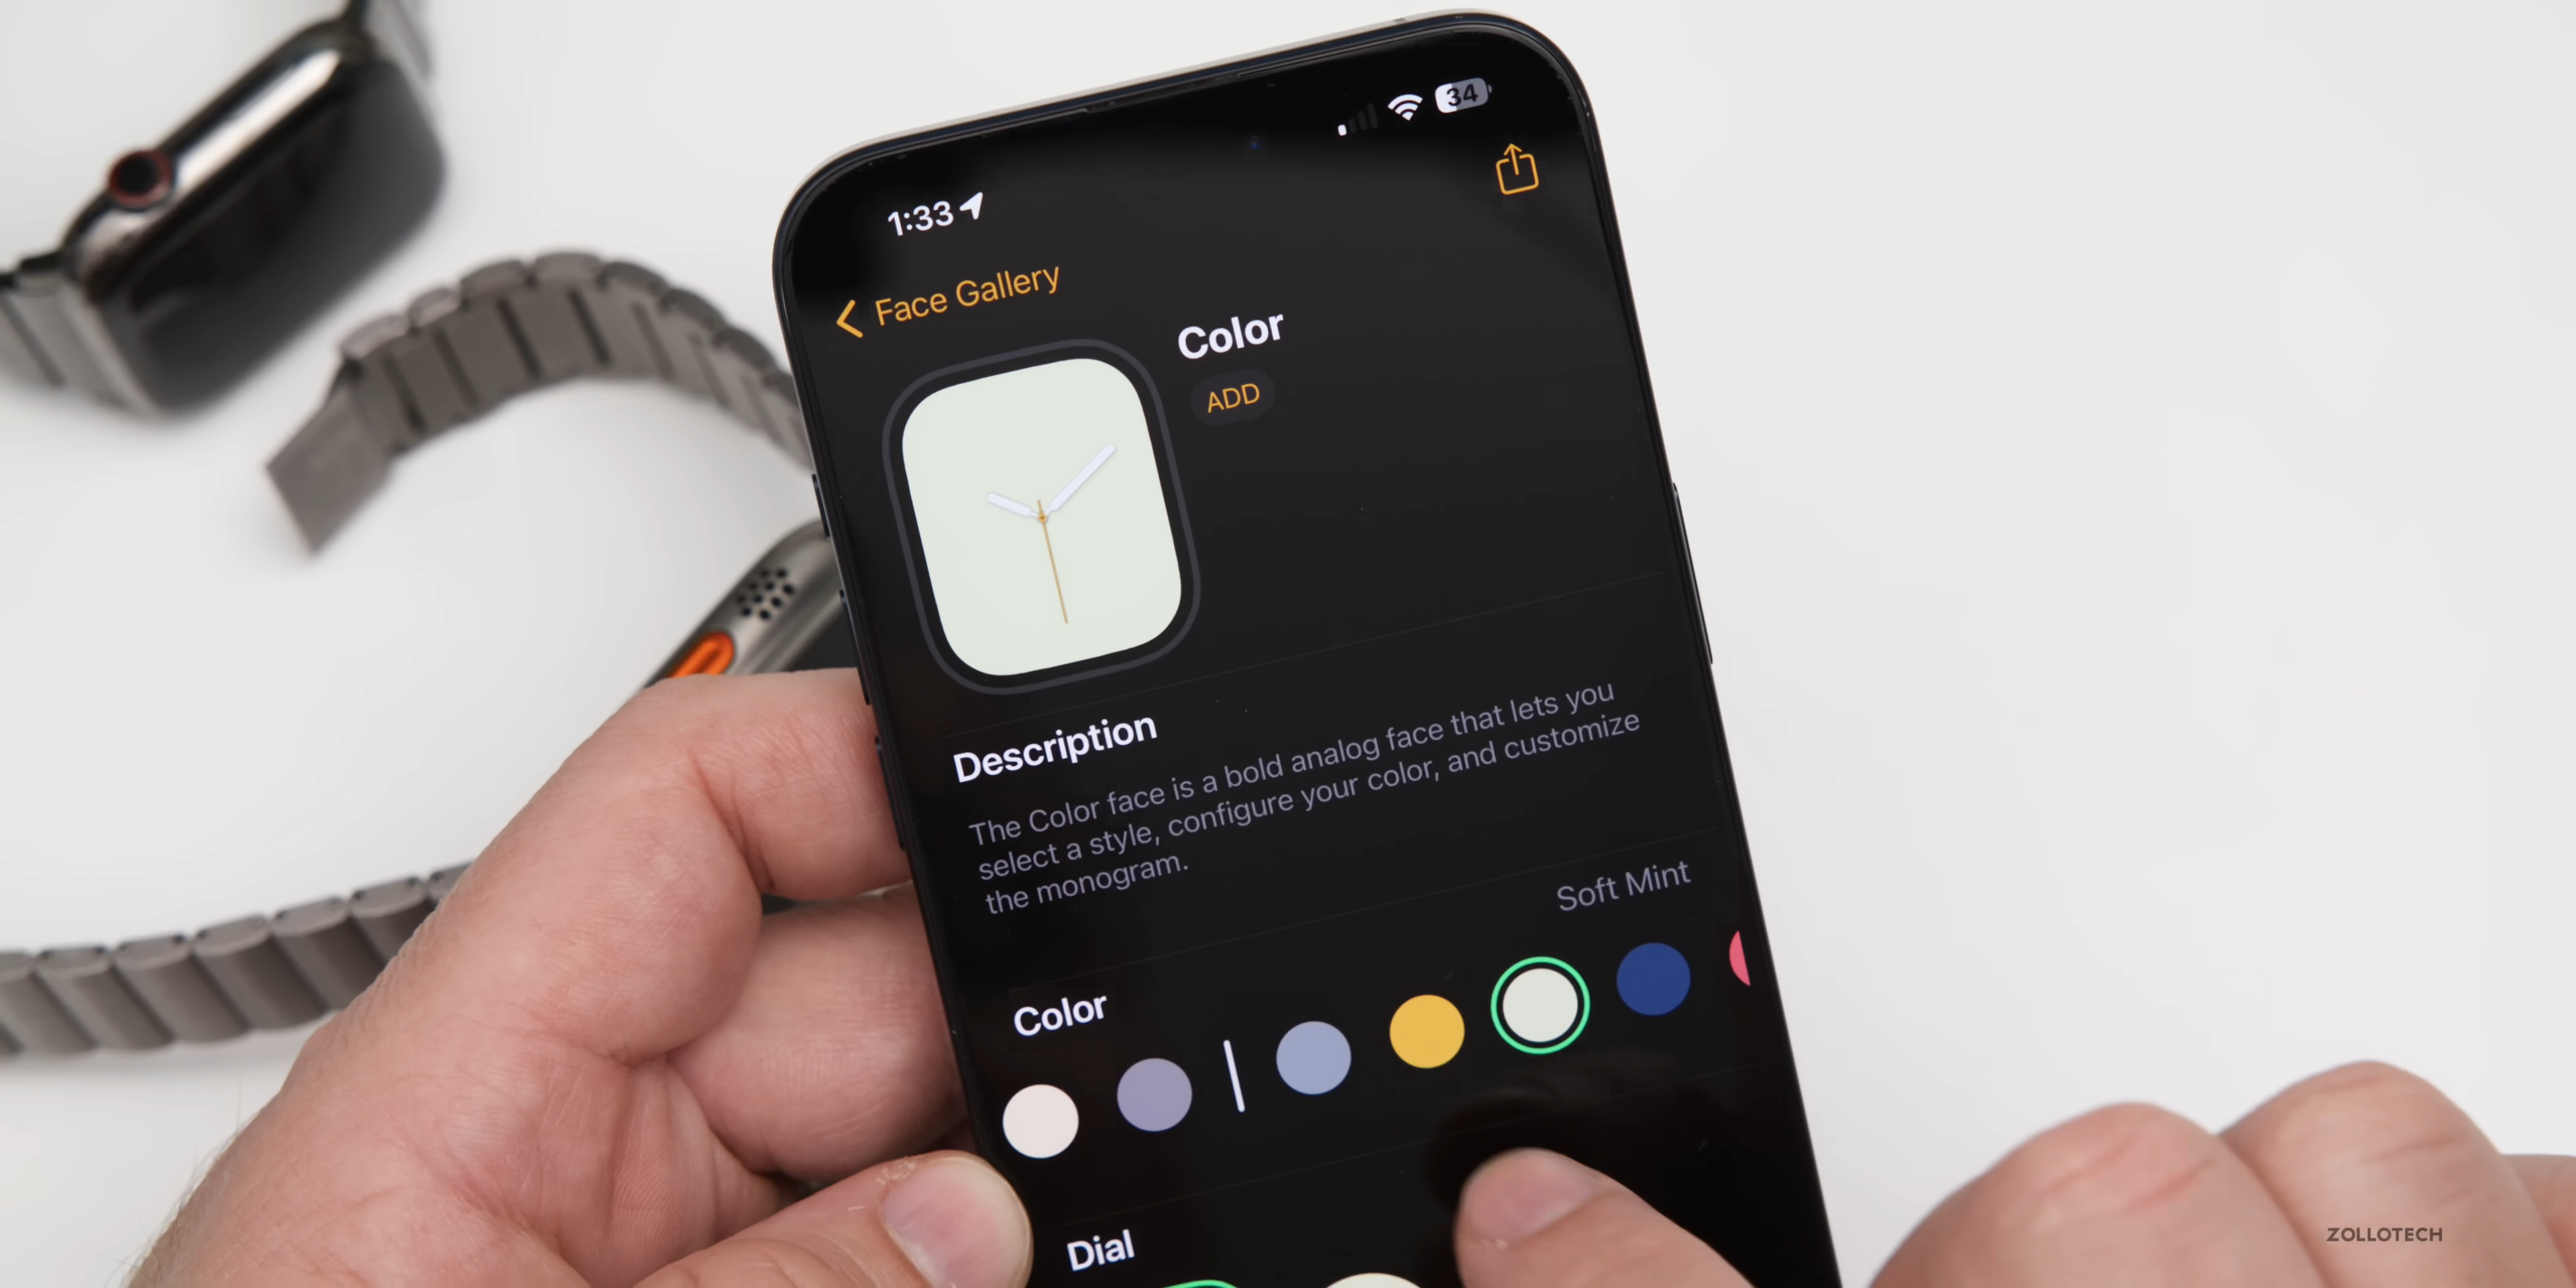 34
1:33
Face Gallery
Color
ADD
Description
The Color face is a bold analog face that lets you
select a style, configure your color, and customize
the monogram.
Soft Mint
Color
Dial
ZOLLOTECH